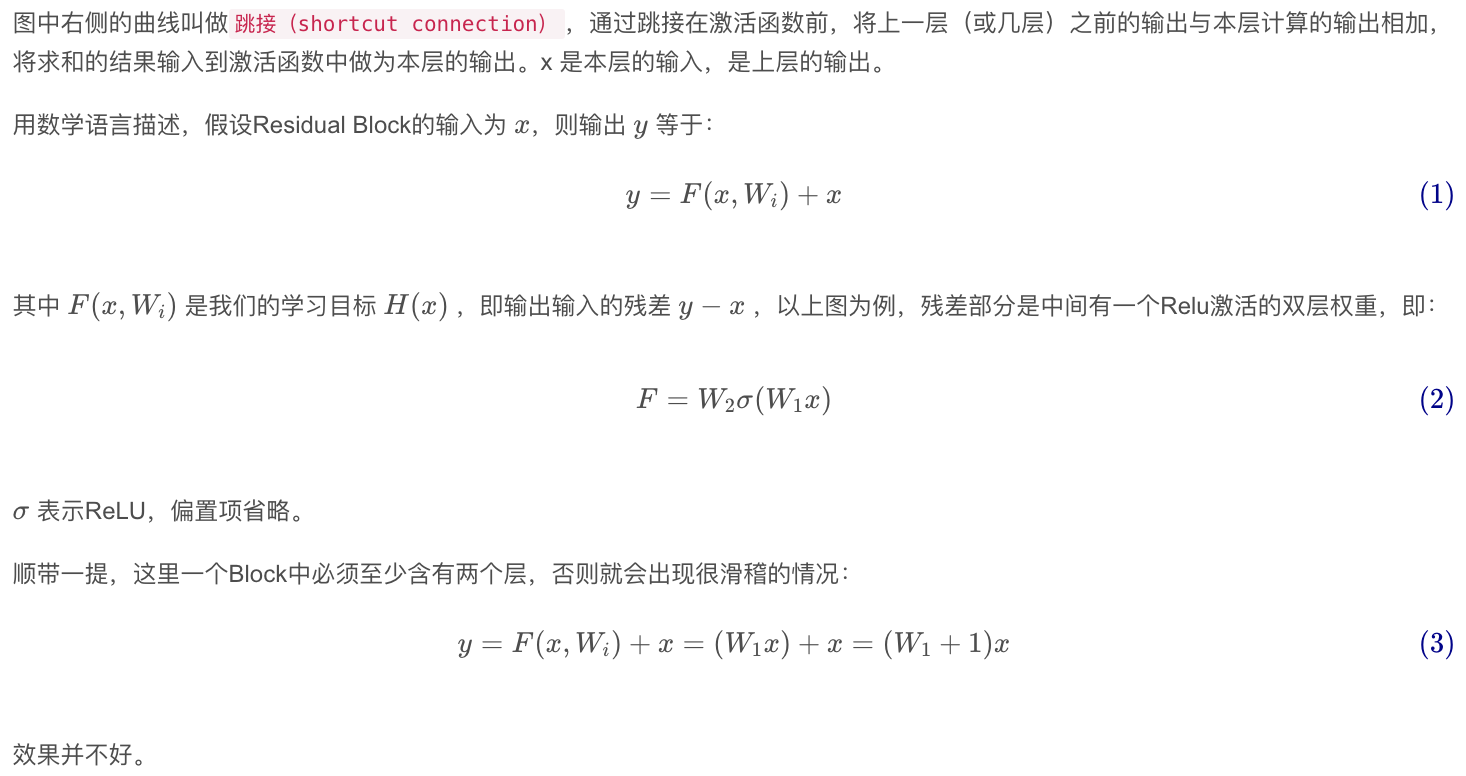 图中右侧的曲线叫做 跳接（shortcut connection） ，通过跳接在激活函数前，将上一层（或几层）之前的输出与本层计算的输出相加，
将求和的结果输入到激活函数中做为本层的输出。x 是本层的输入，是上层的输出。
用数学语言描述，假设Residual Block的输入为 x，则输出 y 等于：
y = F(x, W_i) + x (1)
其中 F(x, W_i) 是我们的学习目标 H(x) ，即输出输入的残差 y − x ，以上图为例，残差部分是中间有一个Relu激活的双层权重，即：
F = W_2σ(W_1x) (2)
σ 表示ReLU，偏置项省略。
顺带一提，这里一个Block中必须至少含有两个层，否则就会出现很滑稽的情况：
y = F(x, W_i) + x = (W_1x) + x = (W_1 + 1)x (3)
效果并不好。